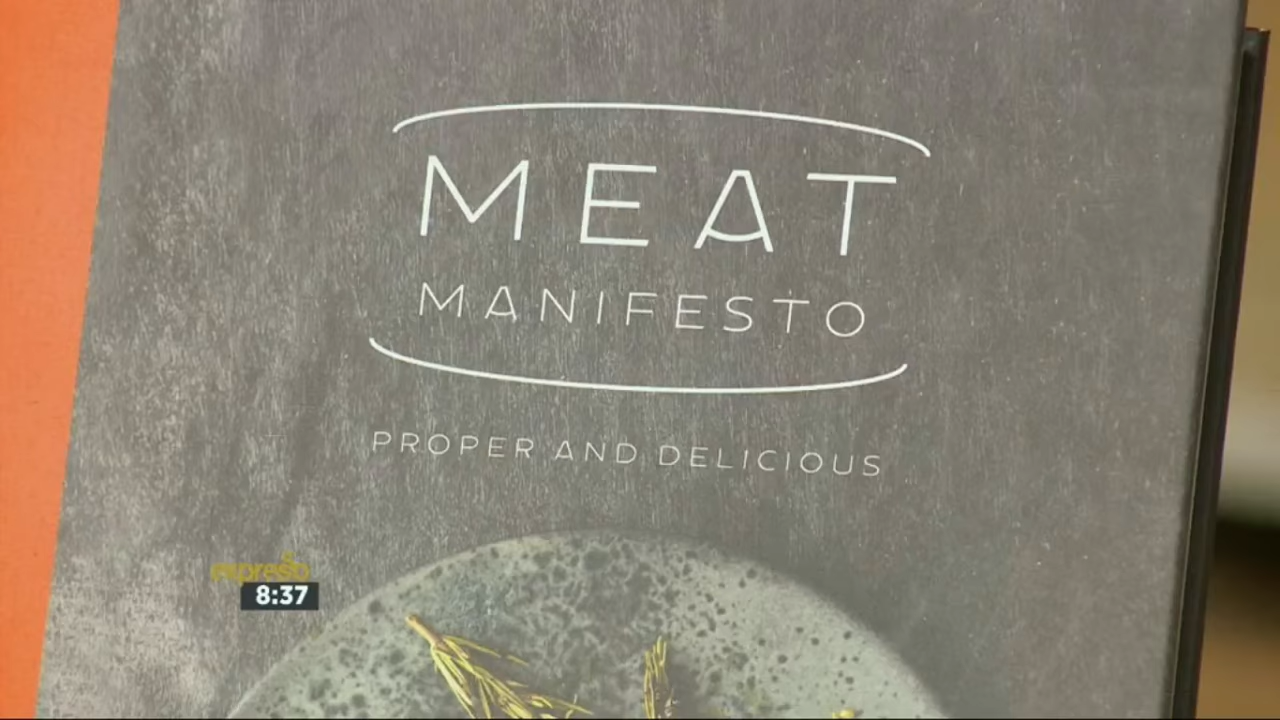 MEAT
MANIFESTO
PROPER AND DELICIOUS
expresso
8:37